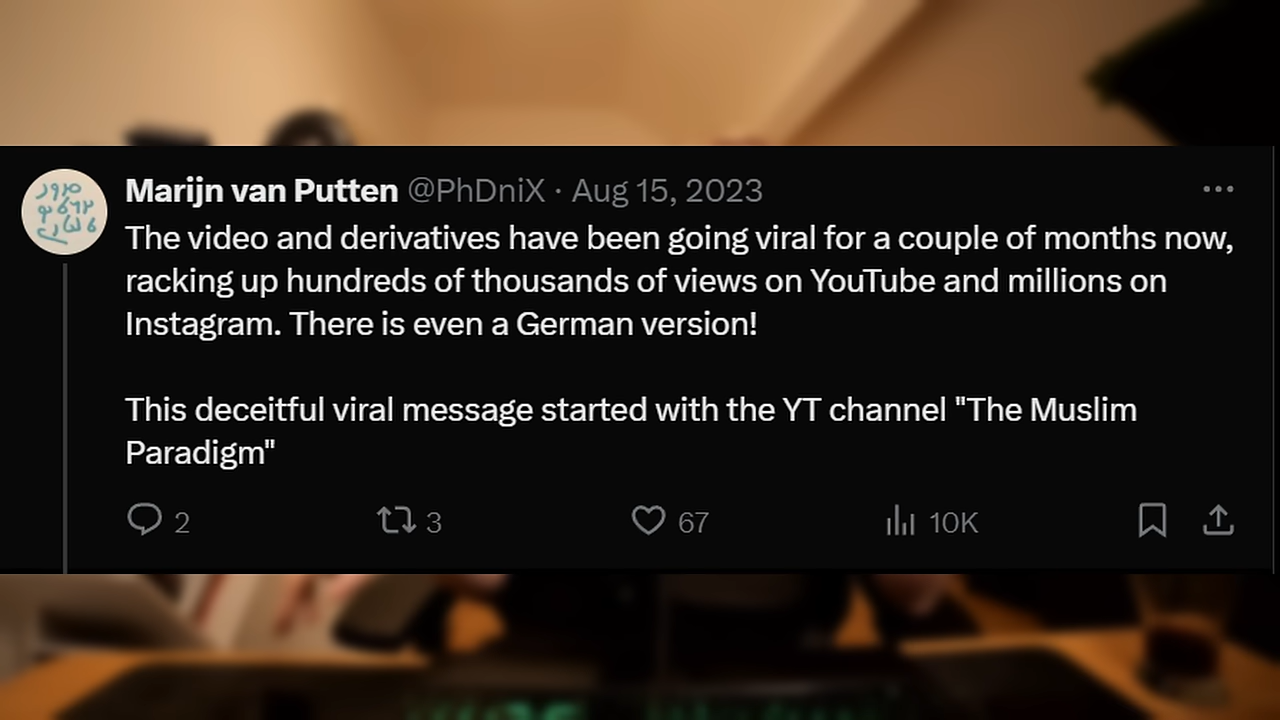 Marijn van Putten @PhDniX · Aug 15, 2023
The video and derivatives have been going viral for a couple of months now,
racking up hundreds of thousands of views on YouTube and millions on
Instagram. There is even a German version!
This deceitful viral message started with the YT channel "The Muslim
Paradigm"
2 3 67 10K